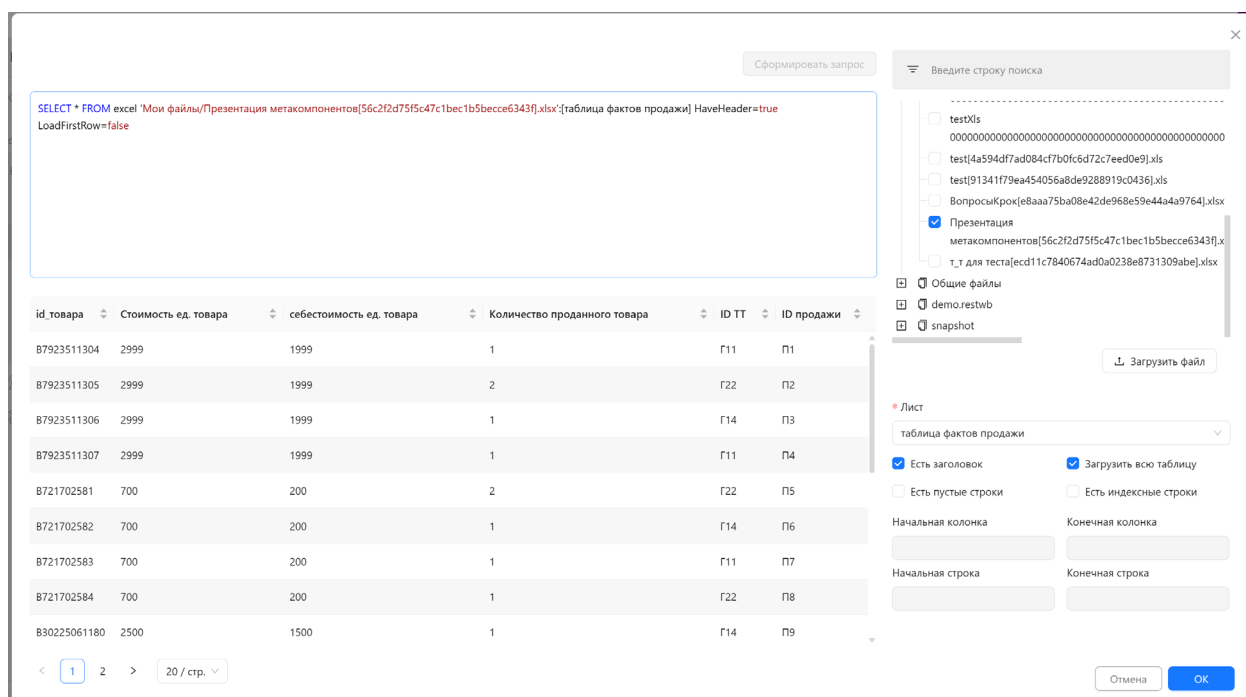 Сформировать запрос
SELECT * FROM excel 'Мои файлы/Презентация метакомпонентов[56c2f2d75f5c47c1bec1b5becce6343f].xlsx':[таблица фактов продажи] HaveHeader=true
LoadFirstRow=false
id_товара Стоимость ед. товара себестоимость ед. товара Количество проданного товара ID ТТ ID продажи
B7923511304 2999 1999 1 Г11 П1
B7923511305 2999 1999 2 Г22 П2
B7923511306 2999 1999 1 Г14 П3
B7923511307 2999 1999 1 Г11 П4
B721702581 700 200 2 Г22 П5
B721702582 700 200 1 Г14 П6
B721702583 700 200 1 Г11 П7
B721702584 700 200 1 Г22 П8
B30225061180 2500 1500 1 Г14 П9
< 1 2 > 20 / стр.
Введите строку поиска
testXls
test[4a594df7ad084cf7b0fc6d72c7eed0e9].xls
test[91341f79ea454056a8de9288919c0436].xls
ВопросыКрок[e8aaa75ba08e42de968e59e44a4a9764].xlsx
Презентация
метакомпонентов[56c2f2d75f5c47c1bec1b5becce6343f].x
т_т для теста[ecd11c7840674ad0a0238e8731309abe].xlsx
Общие файлы
demo.restwb
snapshot
Загрузить файл
* Лист
таблица фактов продажи
Есть заголовок Загрузить всю таблицу
Есть пустые строки Есть индексные строки
Начальная колонка Конечная колонка
Начальная строка Конечная строка
Отмена ОК